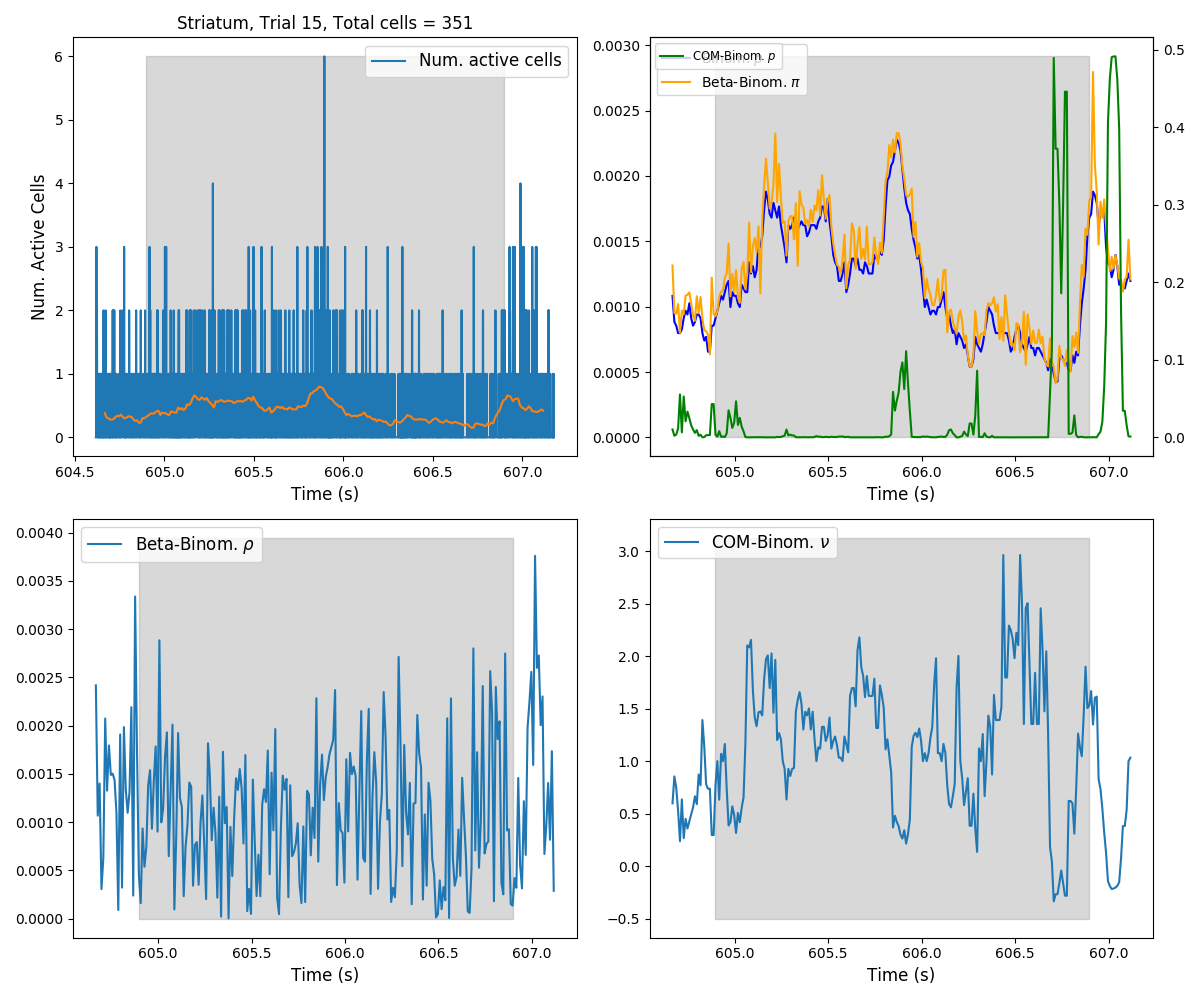 Striatum, Trial 15, Total cells = 351
Num. active cells
Num. Active Cells
6
5
4
3
2
1
0
604.5 605.0 605.5 606.0 606.5 607.0
Time (s)
COM-Binom. p
Beta-Binom. π
0.0030
0.0025
0.0020
0.0015
0.0010
0.0005
0.0000
0.5
0.4
0.3
0.2
0.1
0.0
605.0 605.5 606.0 606.5 607.0
Time (s)
Beta-Binom. ρ
0.0040
0.0035
0.0030
0.0025
0.0020
0.0015
0.0010
0.0005
0.0000
605.0 605.5 606.0 606.5 607.0
Time (s)
COM-Binom. ν
3.0
2.5
2.0
1.5
1.0
0.5
0.0
−0.5
605.0 605.5 606.0 606.5 607.0
Time (s)